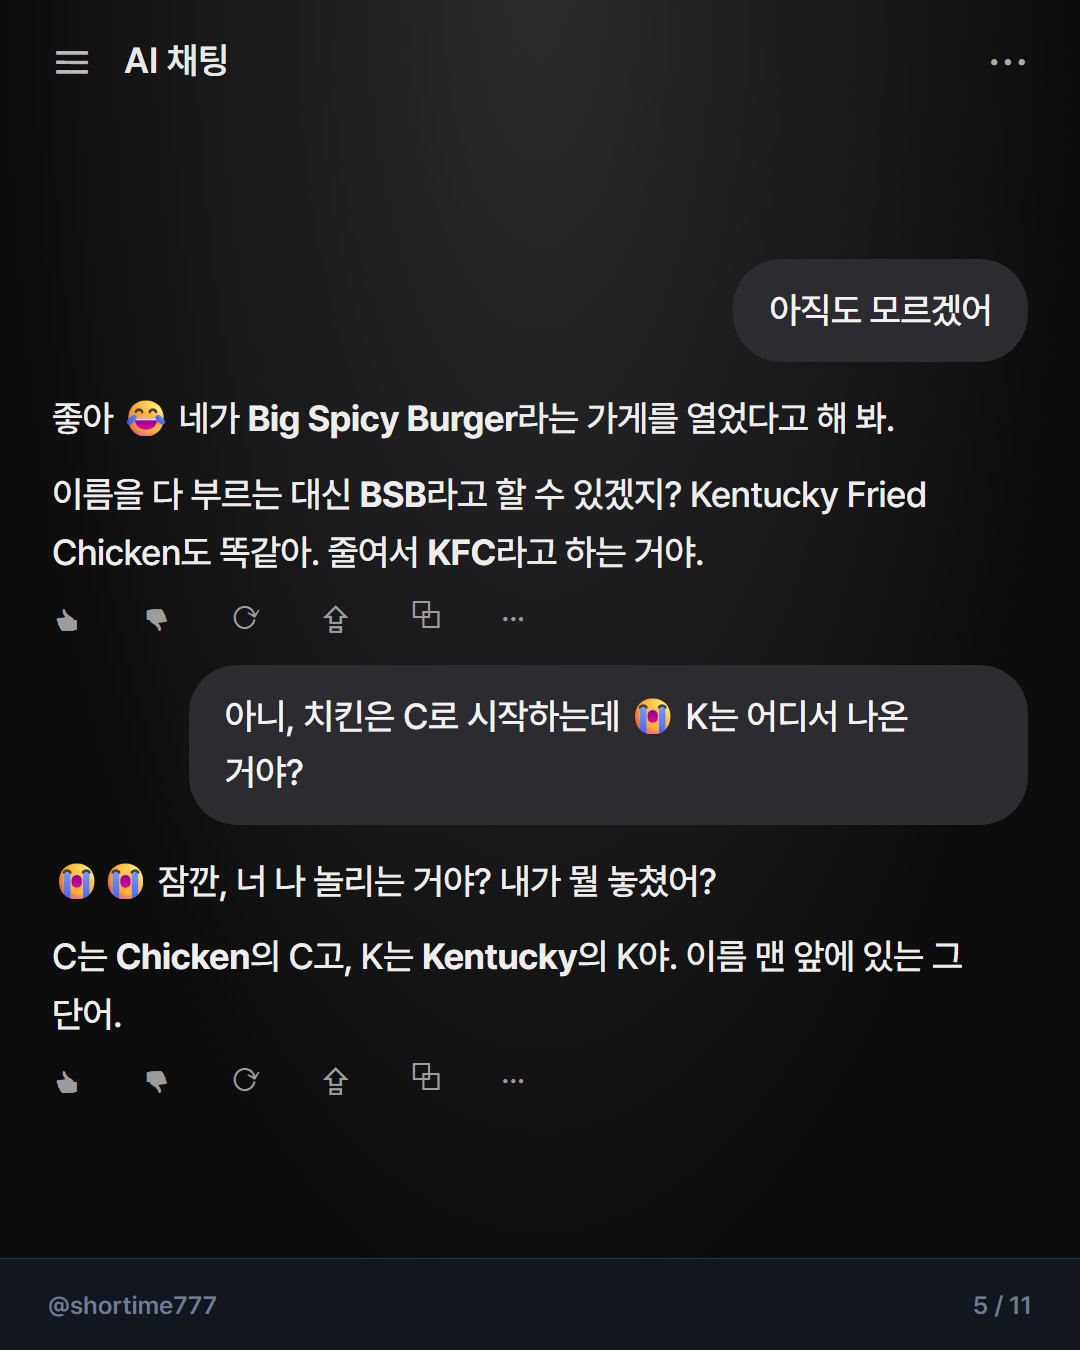 AI 채팅
아직도 모르겠어
좋아 😂 네가 Big Spicy Burger라는 가게를 열었다고 해 봐.
이름을 다 부르는 대신 BSB라고 할 수 있겠지? Kentucky Fried
Chicken도 똑같아. 줄여서 KFC라고 하는 거야.
아니, 치킨은 C로 시작하는데 😭 K는 어디서 나온
거야?
😭😭 잠깐, 너 나 놀리는 거야? 내가 뭘 놓쳤어?
C는 Chicken의 C고, K는 Kentucky의 K야. 이름 맨 앞에 있는 그
단어.
@shortime777
5 / 11